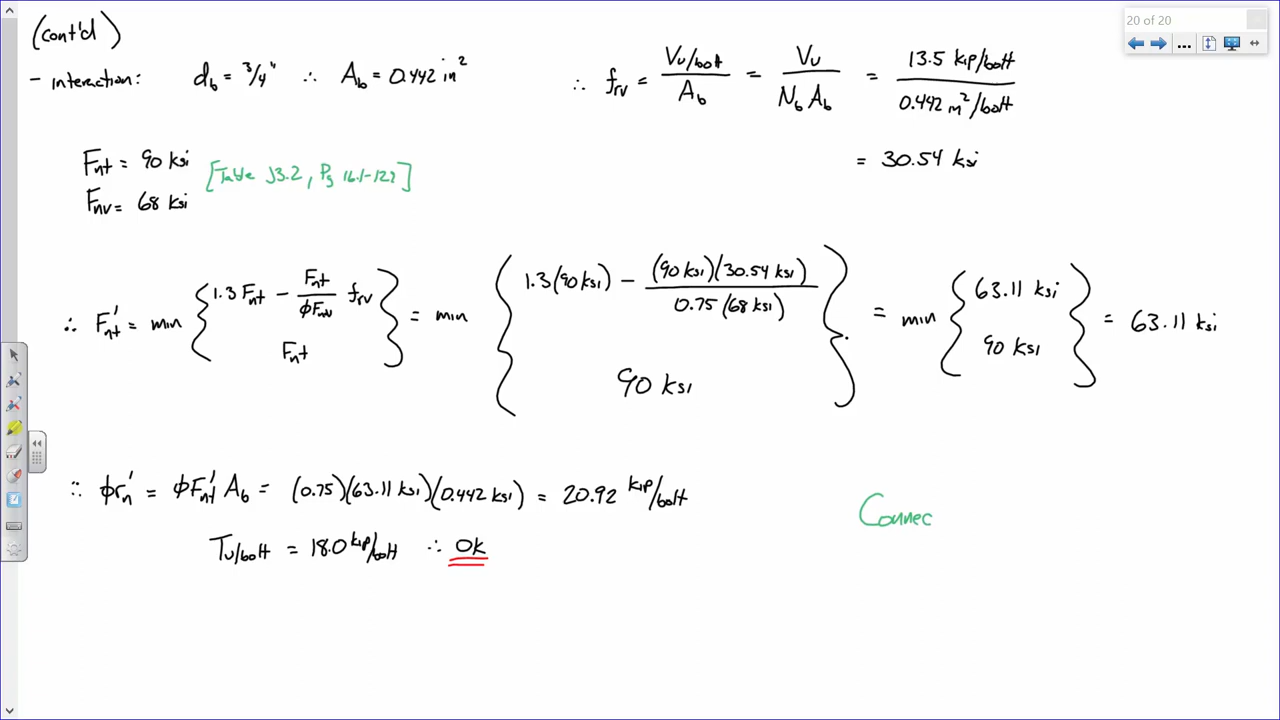 (cont'd)
20 of 20
- Interaction: d_b = 3/4" ∴ A_b = 0.442 in²
∴ f_rv = V_u/bolt / A_b = V_u / N_b A_b = 13.5 kip/bolt / 0.442 in²/bolt
= 30.54 ksi
F_nt = 90 ksi
F_nv = 68 ksi
[Table J3.2, Pg 16.1-122]
∴ F'_nt = min { 1.3 F_nt - F_nt / φF_nv f_rv ; F_nt } = min { 1.3(90 ksi) - (90 ksi)(30.54 ksi) / 0.75(68 ksi) ; 90 ksi } = min { 63.11 ksi ; 90 ksi } = 63.11 ksi
∴ φr'_n = φF'_nt A_b = (0.75)(63.11 ksi)(0.442 ksi) = 20.92 kip/bolt
T_u/bolt = 18.0 kip/bolt ∴ Ok
Connec